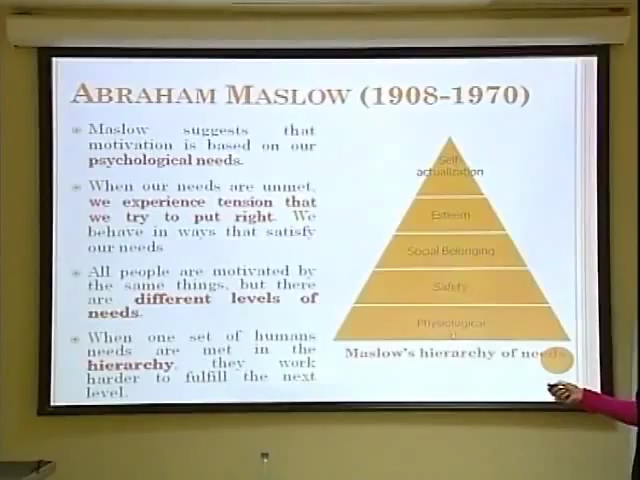 ABRAHAM MASLOW (1908-1970)
Maslow suggests that
motivation is based on our
psychological needs.
When our needs are unmet,
we experience tension that
we try to put right. We
behave in ways that satisfy
our needs
All people are motivated by
the same things, but there
are different levels of
needs.
When one set of humans
needs are met in the
hierarchy, they work
harder to fulfill the next
level.
Self-
actualization
Esteem
Social Belonging
Safety
Physiological
Maslow's hierarchy of needs